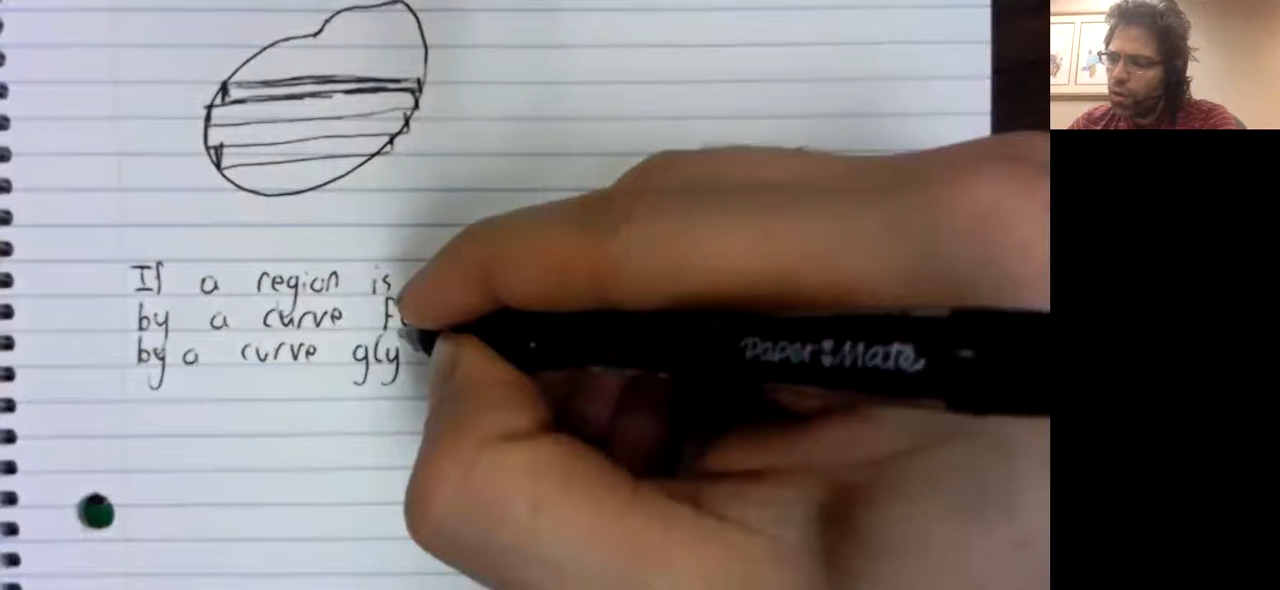 If a region is
by a curve
by a curve g(y
Paper:Mate